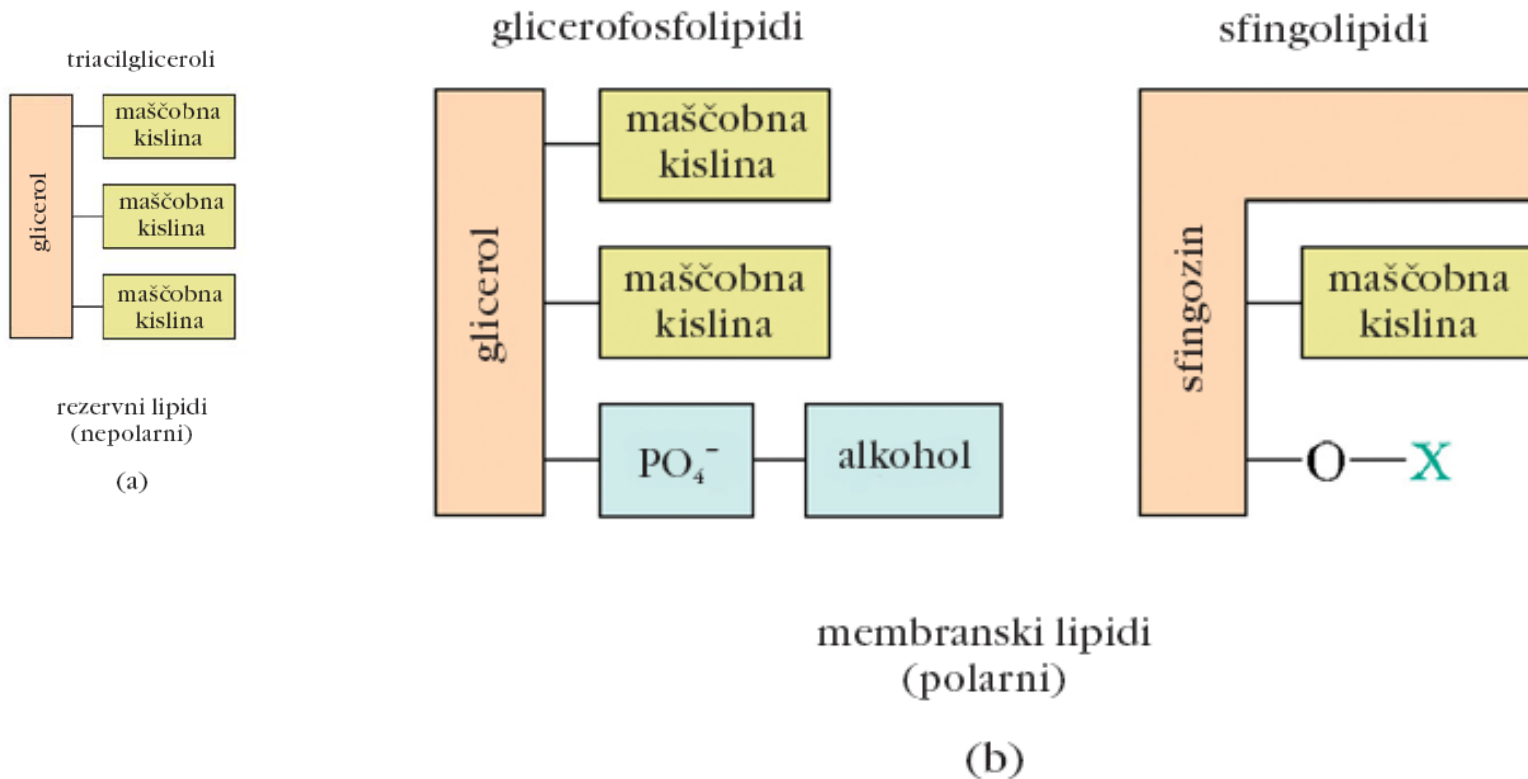 triacilgliceroli
glicerol
maščobna
kislina
maščobna
kislina
maščobna
kislina
rezervni lipidi
(nepolarni)
(a)
glicerofosfolipidi
glicerol
maščobna
kislina
maščobna
kislina
PO₄⁻
alkohol
sfingolipidi
sfingozin
maščobna
kislina
O
X
membranski lipidi
(polarni)
(b)